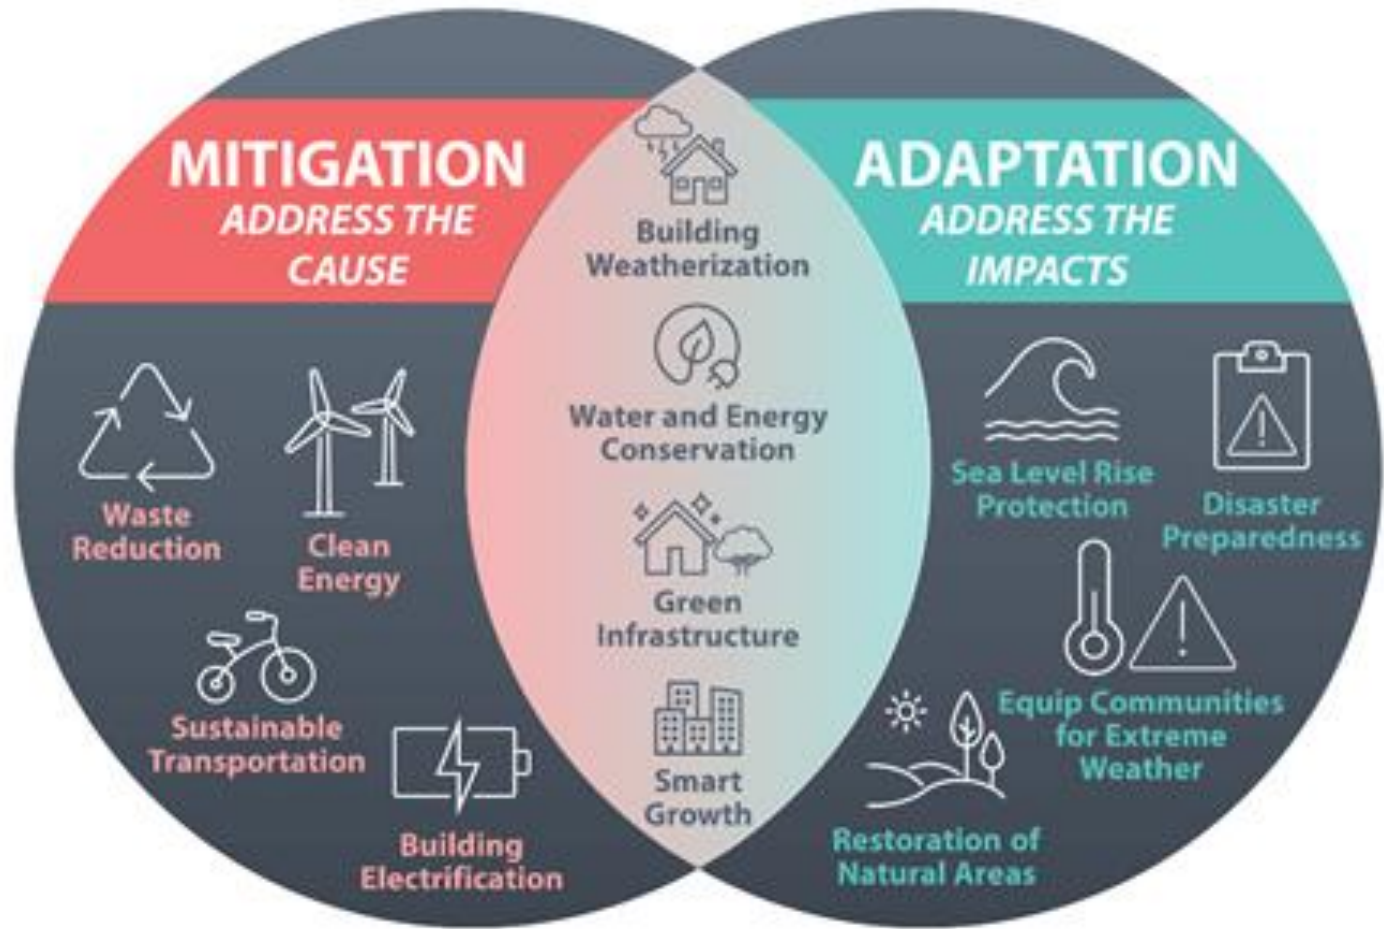 MITIGATION
ADDRESS THE
CAUSE
Waste
Reduction
Clean
Energy
Sustainable
Transportation
Building
Electrification
Building
Weatherization
Water and Energy
Conservation
Green
Infrastructure
Smart
Growth
ADAPTATION
ADDRESS THE
IMPACTS
Sea Level Rise
Protection
Disaster
Preparedness
Equip Communities
for Extreme
Weather
Restoration of
Natural Areas